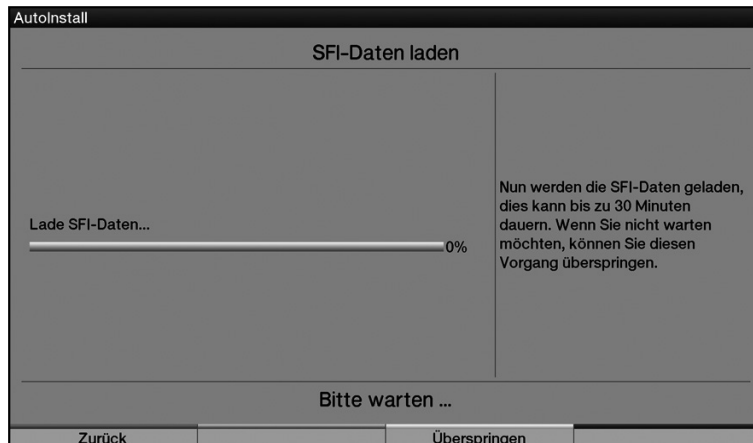 AutoInstall
SFI-Daten laden
Lade SFI-Daten...
0%
Nun werden die SFI-Daten geladen,
dies kann bis zu 30 Minuten
dauern. Wenn Sie nicht warten
möchten, können Sie diesen
Vorgang überspringen.
Bitte warten ...
Zurück
Überspringen